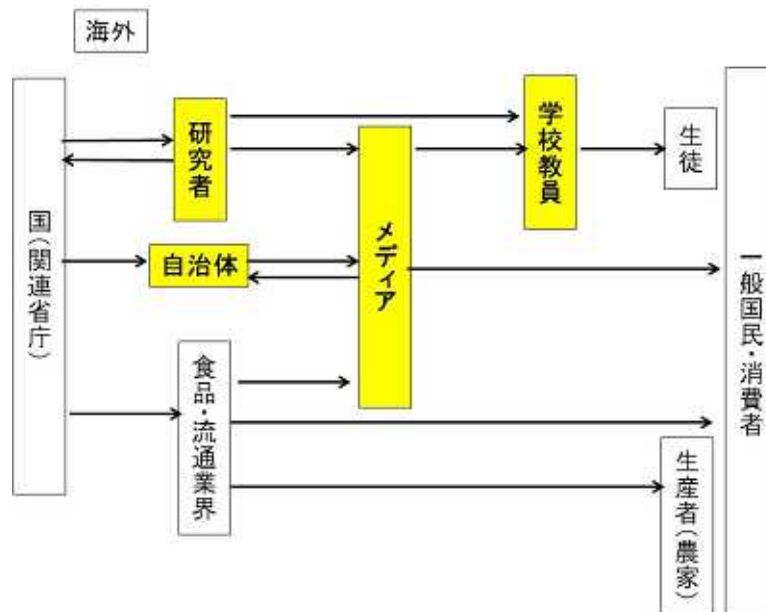 海外
国(関連省庁)
研究者
自治体
食品・流通業界
メディア
学校教員
生徒
生産者(農家)
一般国民・消費者